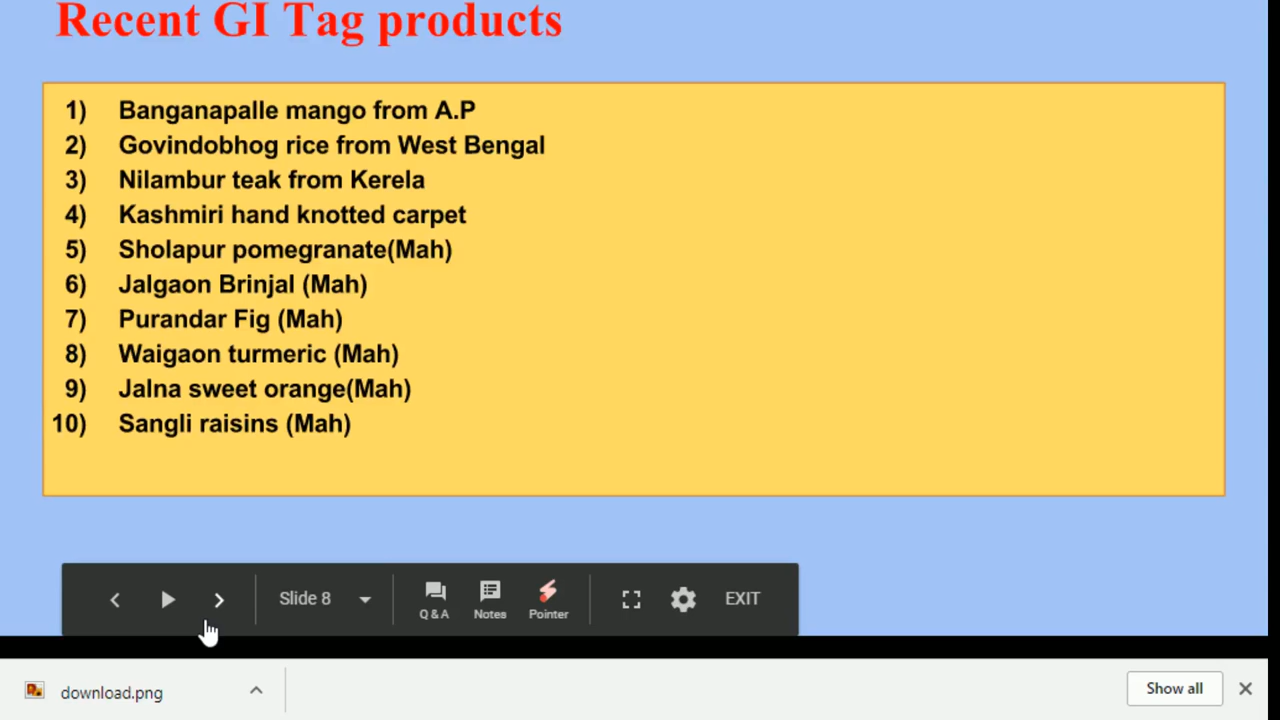 Recent GI Tag products
1) Banganapalle mango from A.P
2) Govindobhog rice from West Bengal
3) Nilambur teak from Kerela
4) Kashmiri hand knotted carpet
5) Sholapur pomegranate(Mah)
6) Jalgaon Brinjal (Mah)
7) Purandar Fig (Mah)
8) Waigaon turmeric (Mah)
9) Jalna sweet orange(Mah)
10) Sangli raisins (Mah)
Slide 8
Q & A
Notes
Pointer
EXIT
download.png
Show all